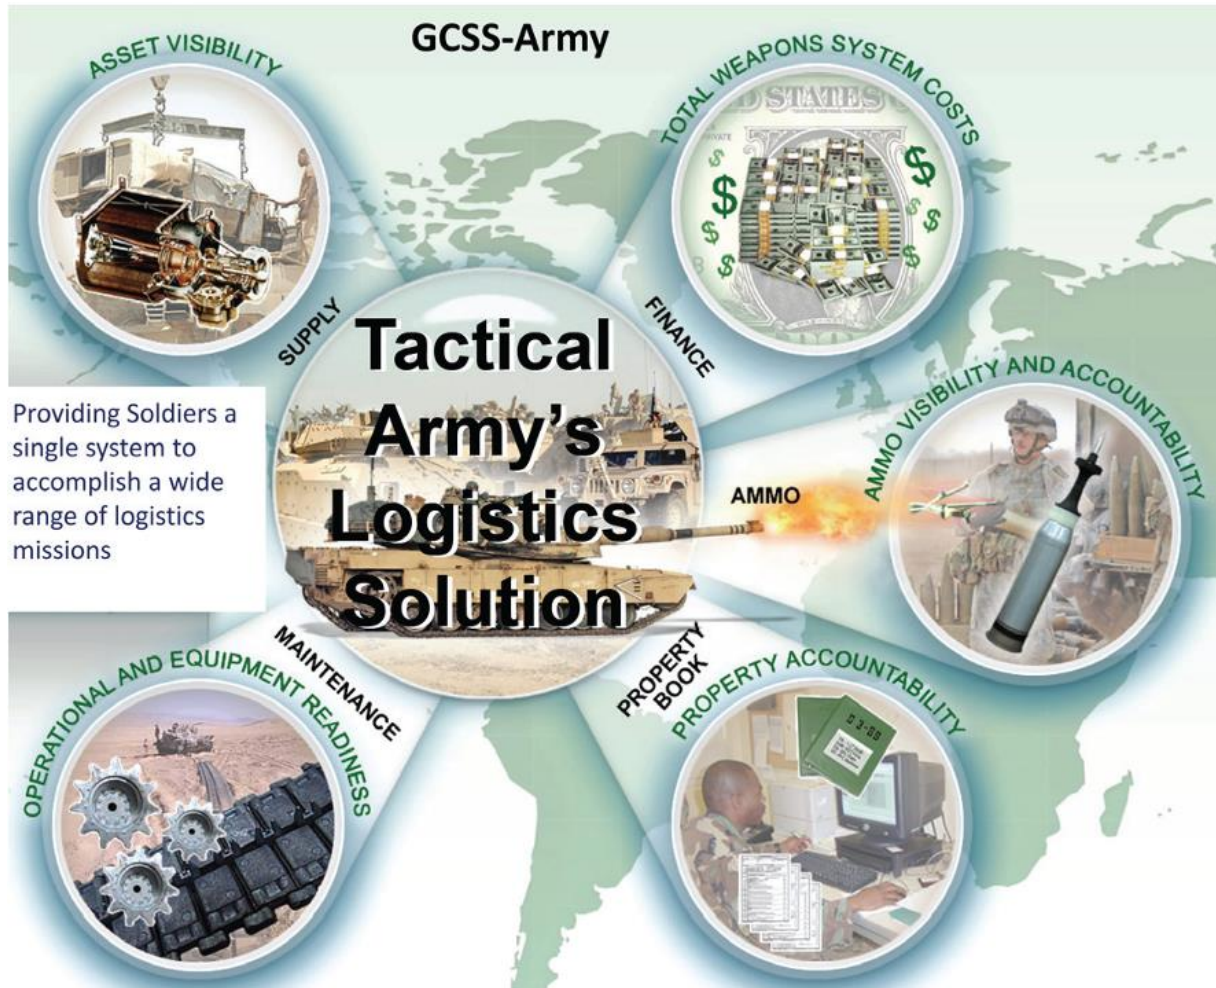 GCSS-Army
ASSET VISIBILITY
TOTAL WEAPONS SYSTEM COSTS
D STATES O
SUPPLY
FINANCE
Tactical
Army's
Logistics
Solution
Providing Soldiers a
single system to
accomplish a wide
range of logistics
missions
AMMO
AMMO VISIBILITY AND ACCOUNTABILITY
MAINTENANCE
PROPERTY
BOOK
OPERATIONAL AND EQUIPMENT READINESS
PROPERTY ACCOUNTABILITY